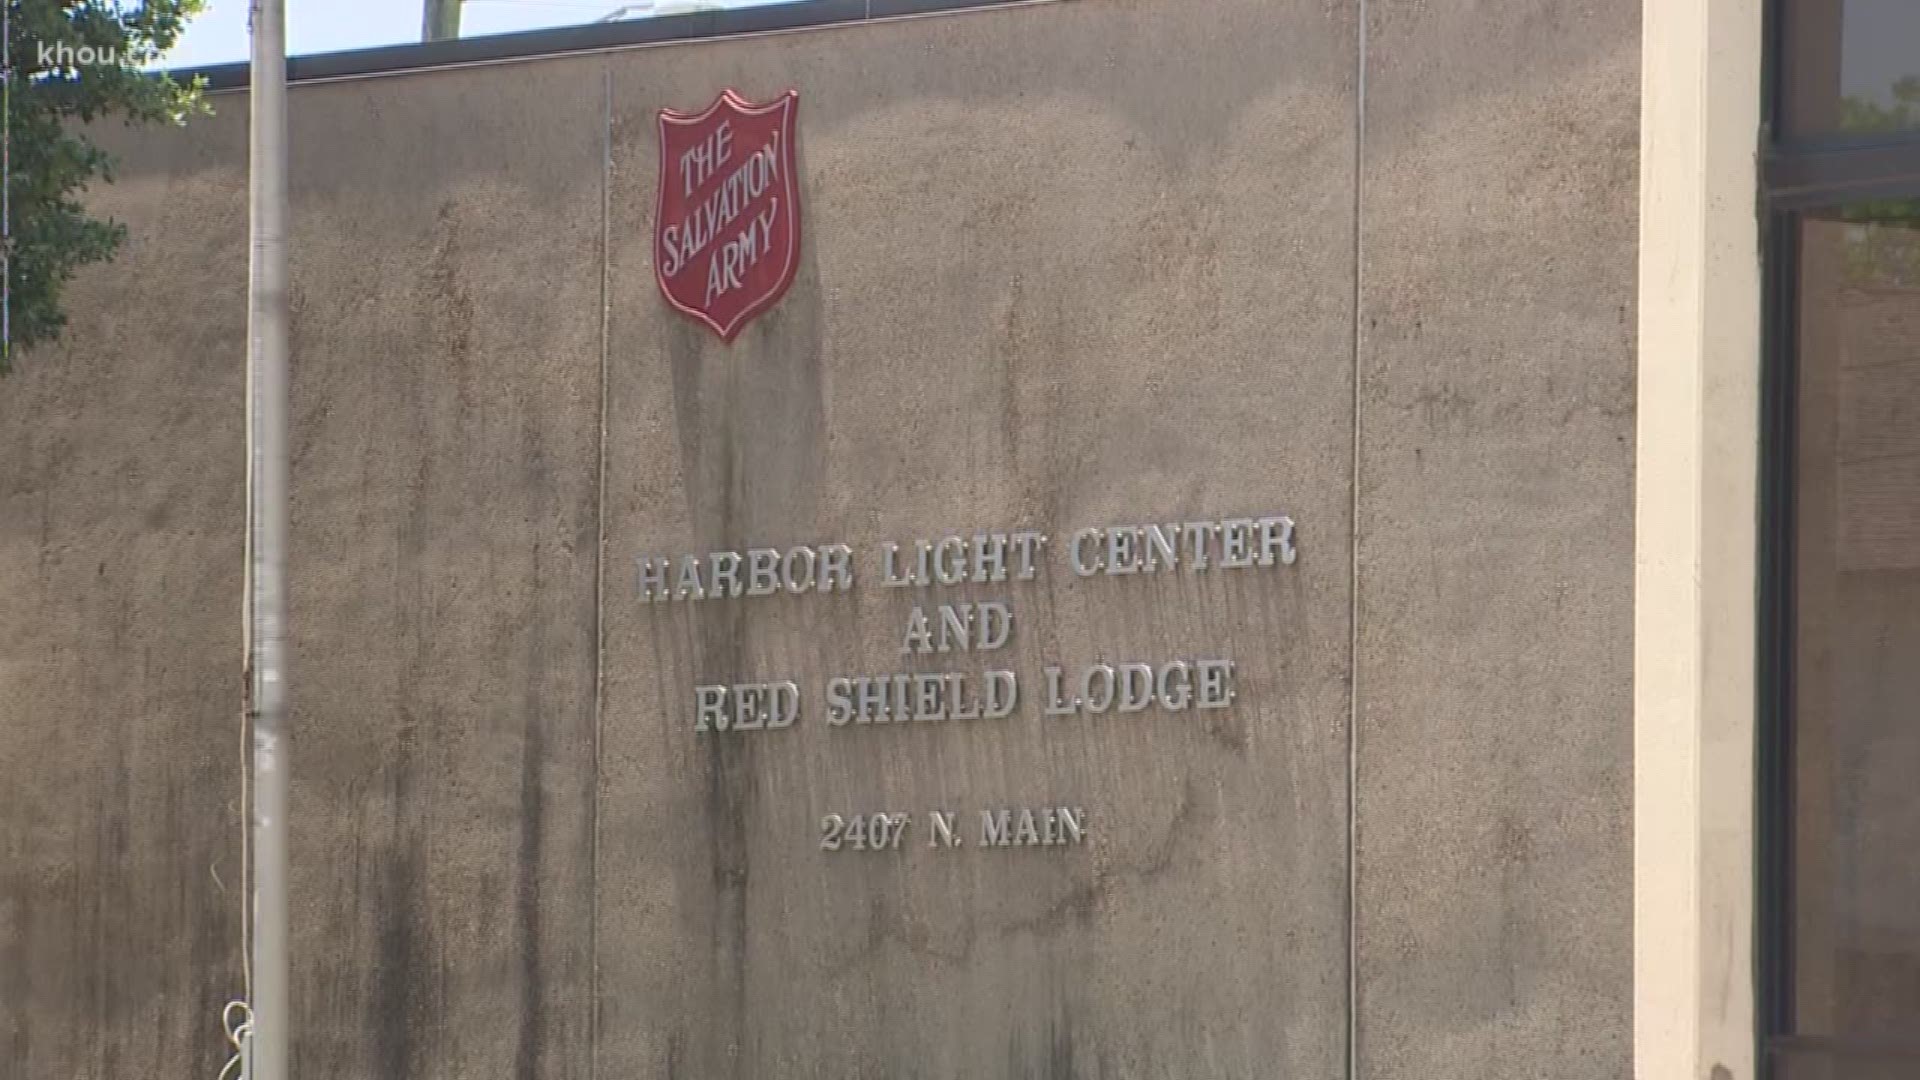 khou.c
THE
SALVATION
ARMY
HARBOR LIGHT CENTER
AND
RED SHIELD LODGE
2407 N. MAIN